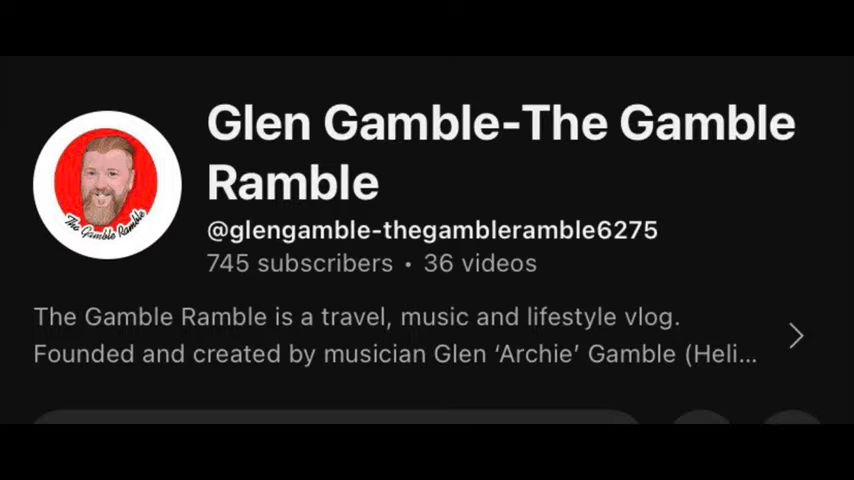 The Gamble Ramble
Glen Gamble-The Gamble
Ramble
@glengamble-thegambleramble6275
745 subscribers • 36 videos
The Gamble Ramble is a travel, music and lifestyle vlog.
Founded and created by musician Glen ‘Archie’ Gamble (Heli...